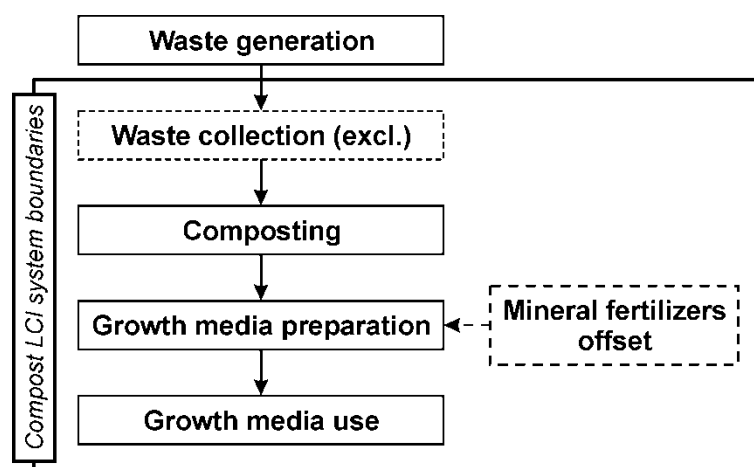 Waste generation
Compost LCI system boundaries
Waste collection (excl.)
Composting
Growth media preparation
Mineral fertilizers
offset
Growth media use